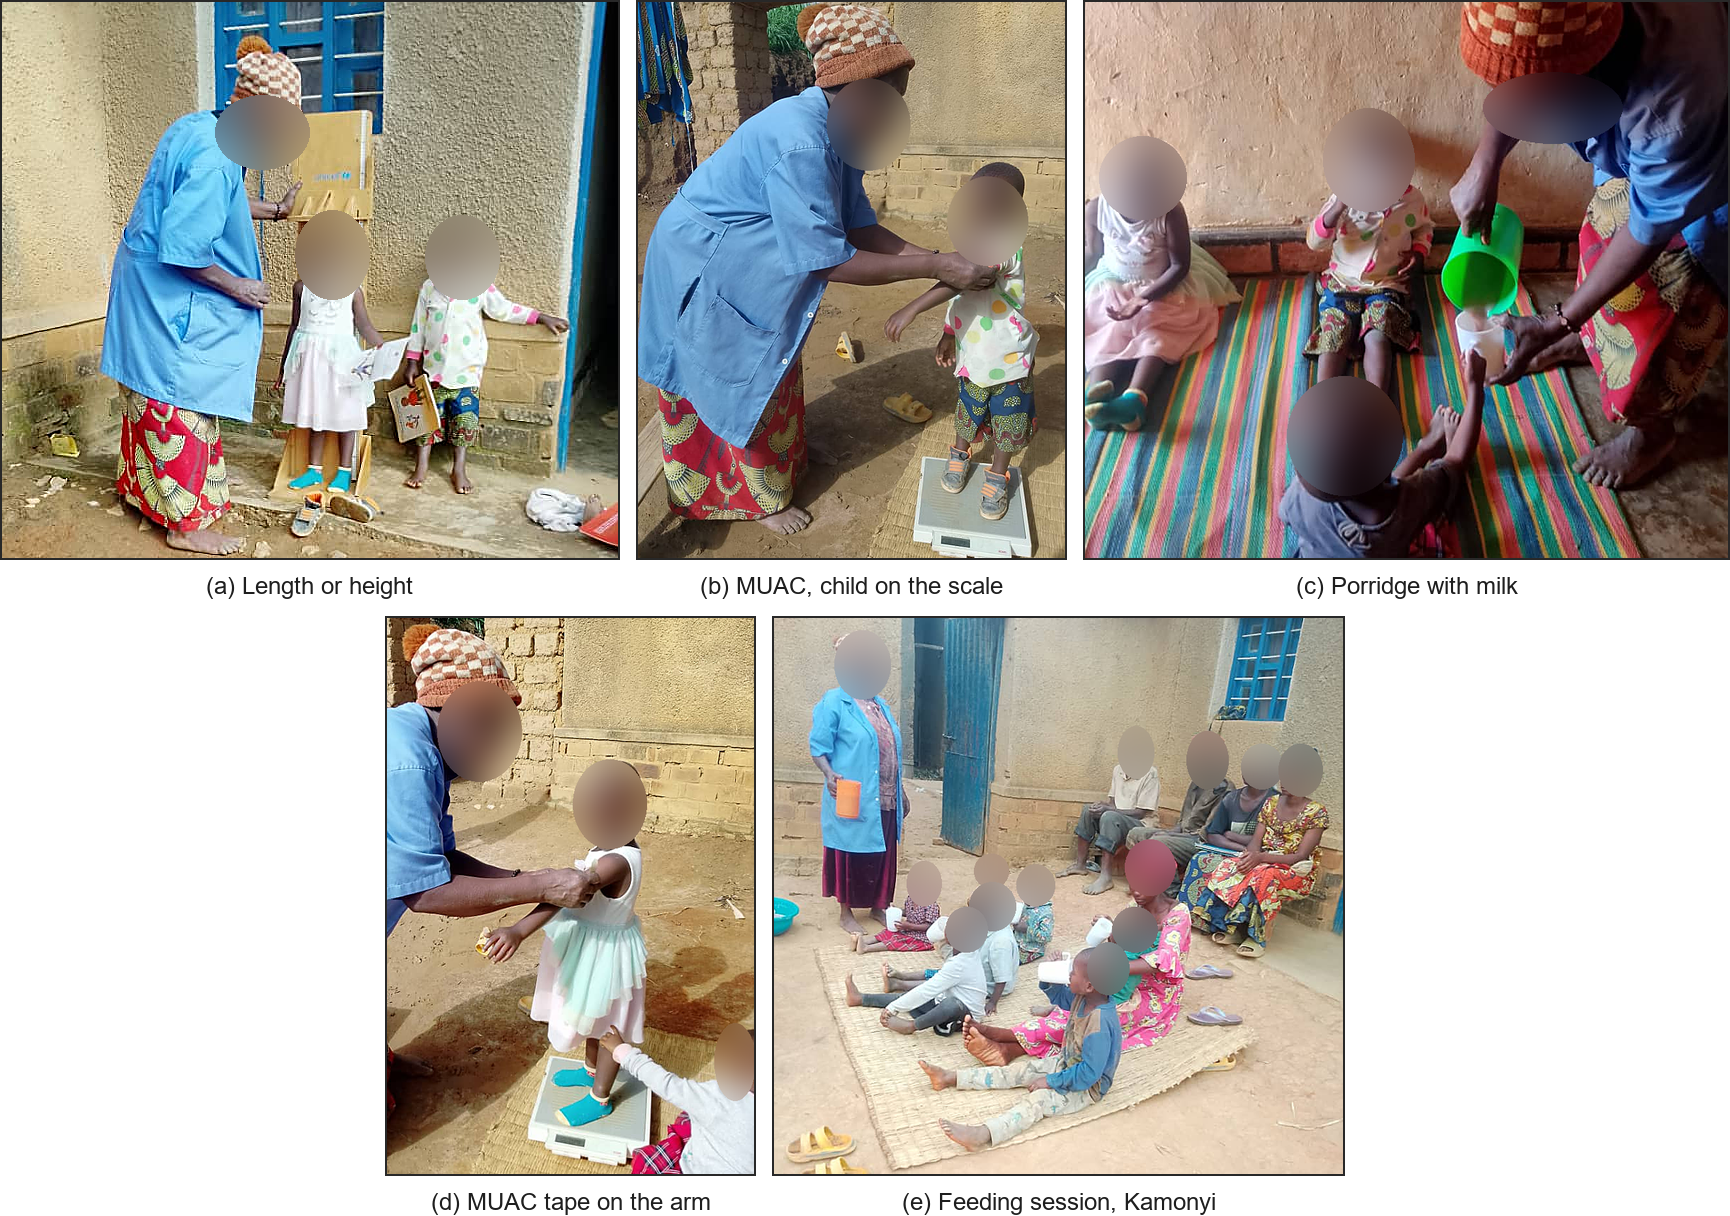 unicef
(a) Length or height
(b) MUAC, child on the scale
(c) Porridge with milk
(d) MUAC tape on the arm
(e) Feeding session, Kamonyi